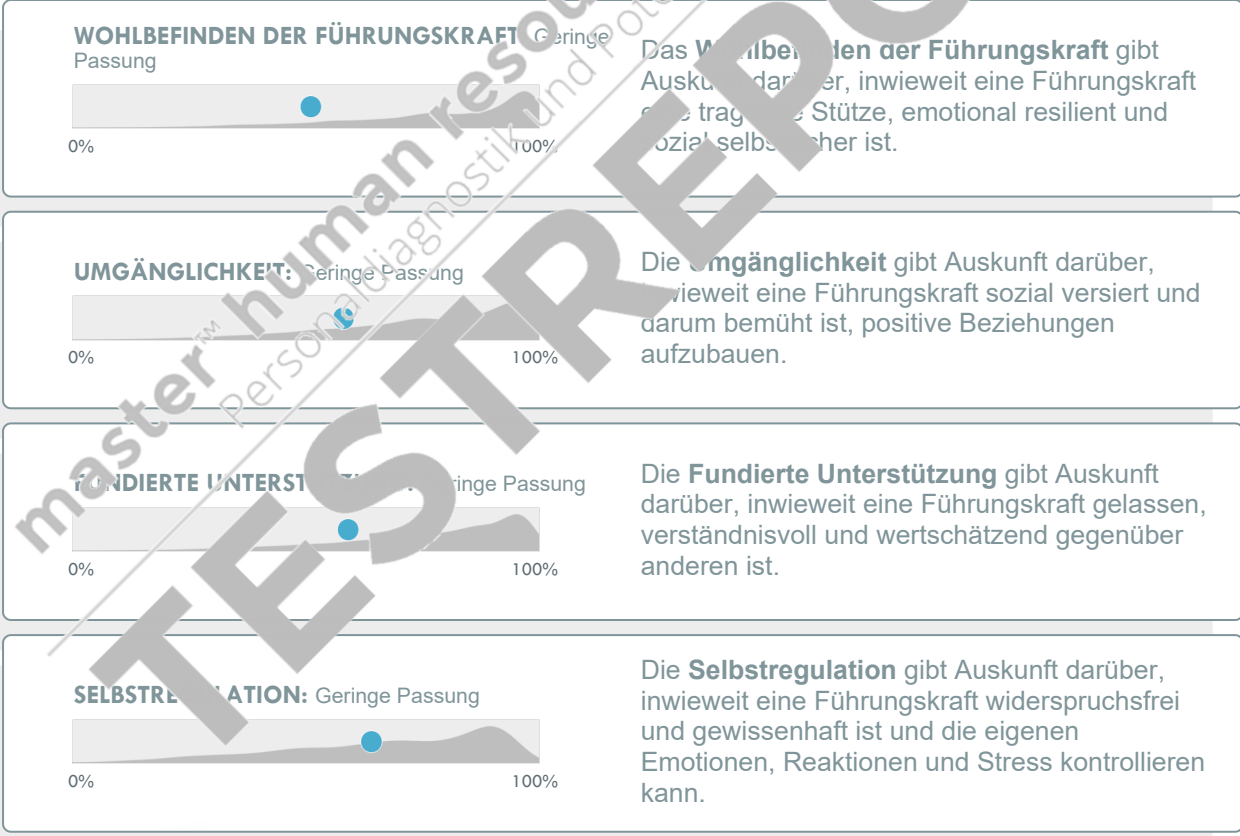 WOHLBEFINDEN DER FÜHRUNGSKRAFT: Geringe
Passung
0% 100%
Das Wohlbefinden der Führungskraft gibt
Auskunft darüber, inwieweit eine Führungskraft
eine tragende Stütze, emotional resilient und
sozial selbstsicher ist.
UMGÄNGLICHKEIT: Geringe Passung
0% 100%
Die Umgänglichkeit gibt Auskunft darüber,
inwieweit eine Führungskraft sozial versiert und
darum bemüht ist, positive Beziehungen
aufzubauen.
FUNDIERTE UNTERSTÜTZUNG: Geringe Passung
0% 100%
Die Fundierte Unterstützung gibt Auskunft
darüber, inwieweit eine Führungskraft gelassen,
verständnisvoll und wertschätzend gegenüber
anderen ist.
SELBSTREGULATION: Geringe Passung
0% 100%
Die Selbstregulation gibt Auskunft darüber,
inwieweit eine Führungskraft widerspruchsfrei
und gewissenhaft ist und die eigenen
Emotionen, Reaktionen und Stress kontrollieren
kann.
master™ human resou
Personaldiagnostik und Pote
TESTREPO